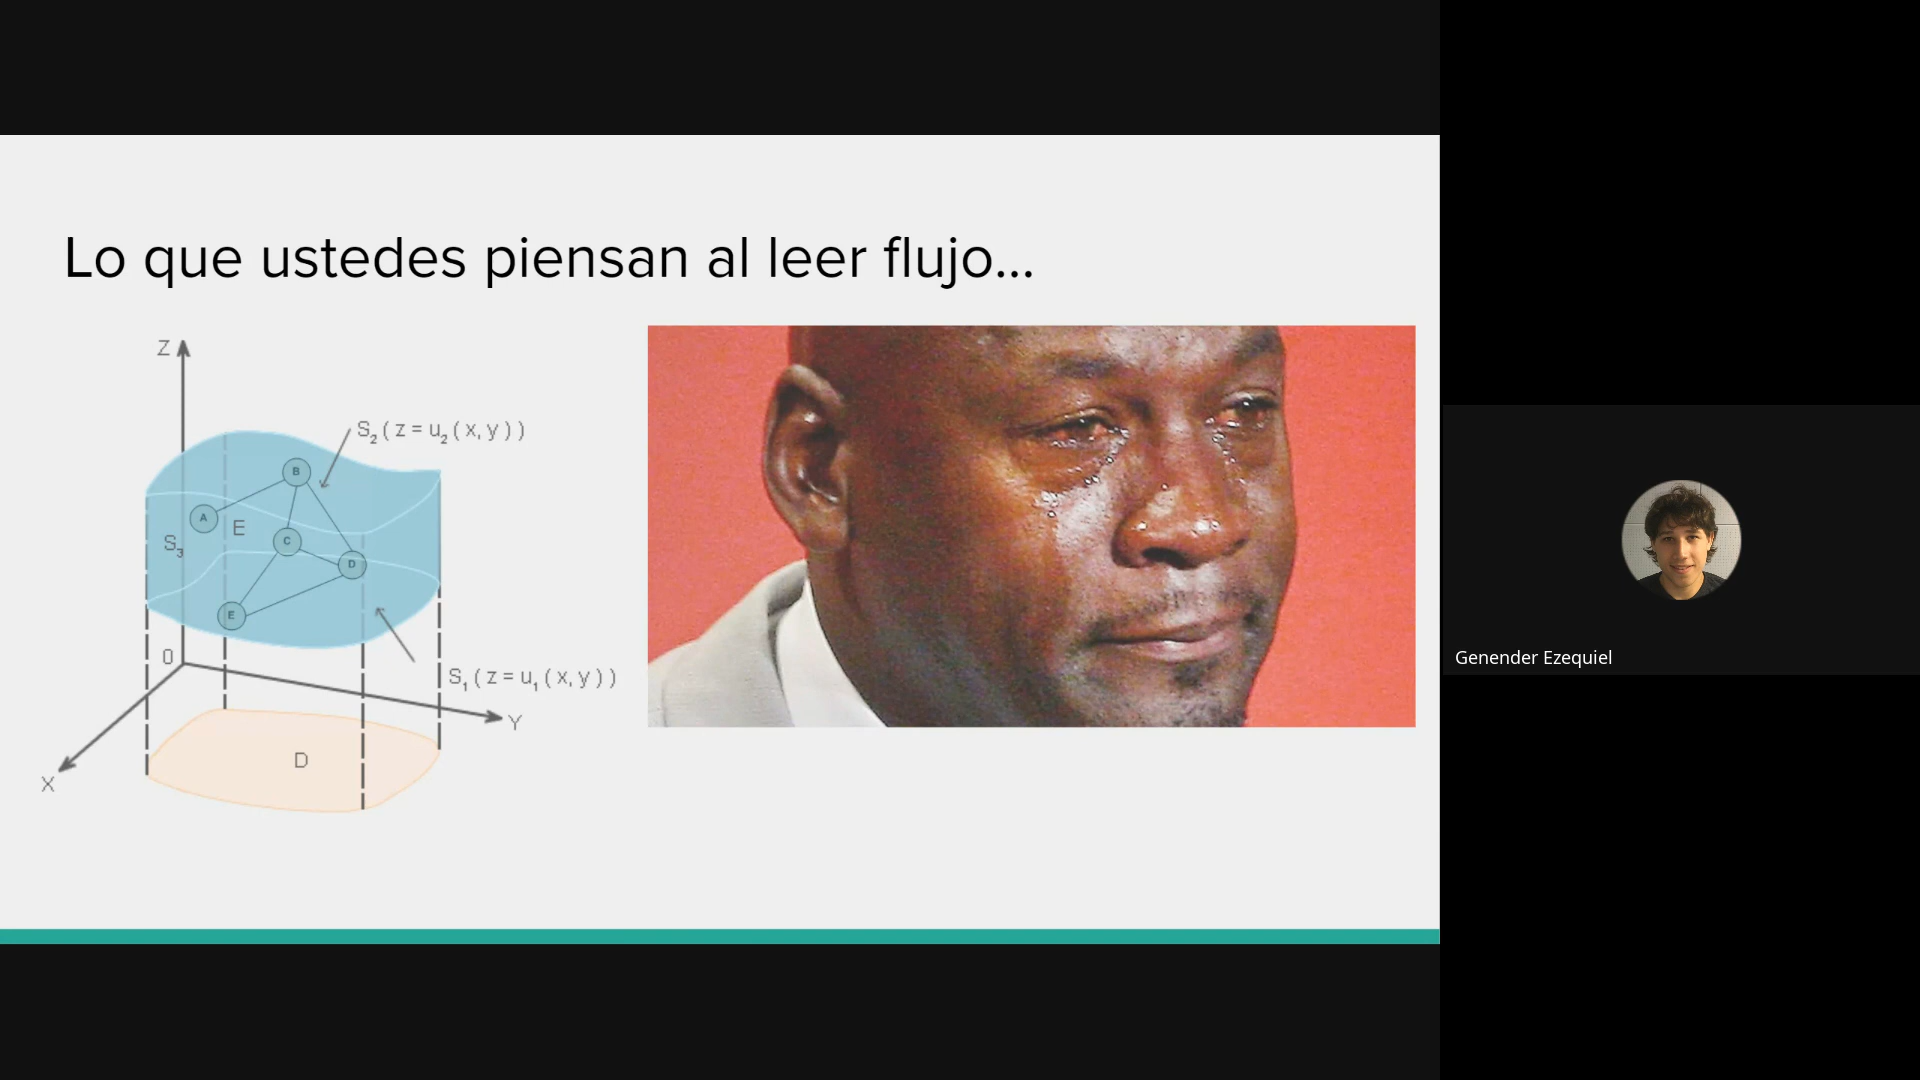 Lo que ustedes piensan al leer flujo...
Z
S₂ ( z = u₂ ( x, y ) )
B
A
E
S₃
C
D
E
0
S₁ ( z = u₁ ( x, y ) )
Y
D
X
Genender Ezequiel